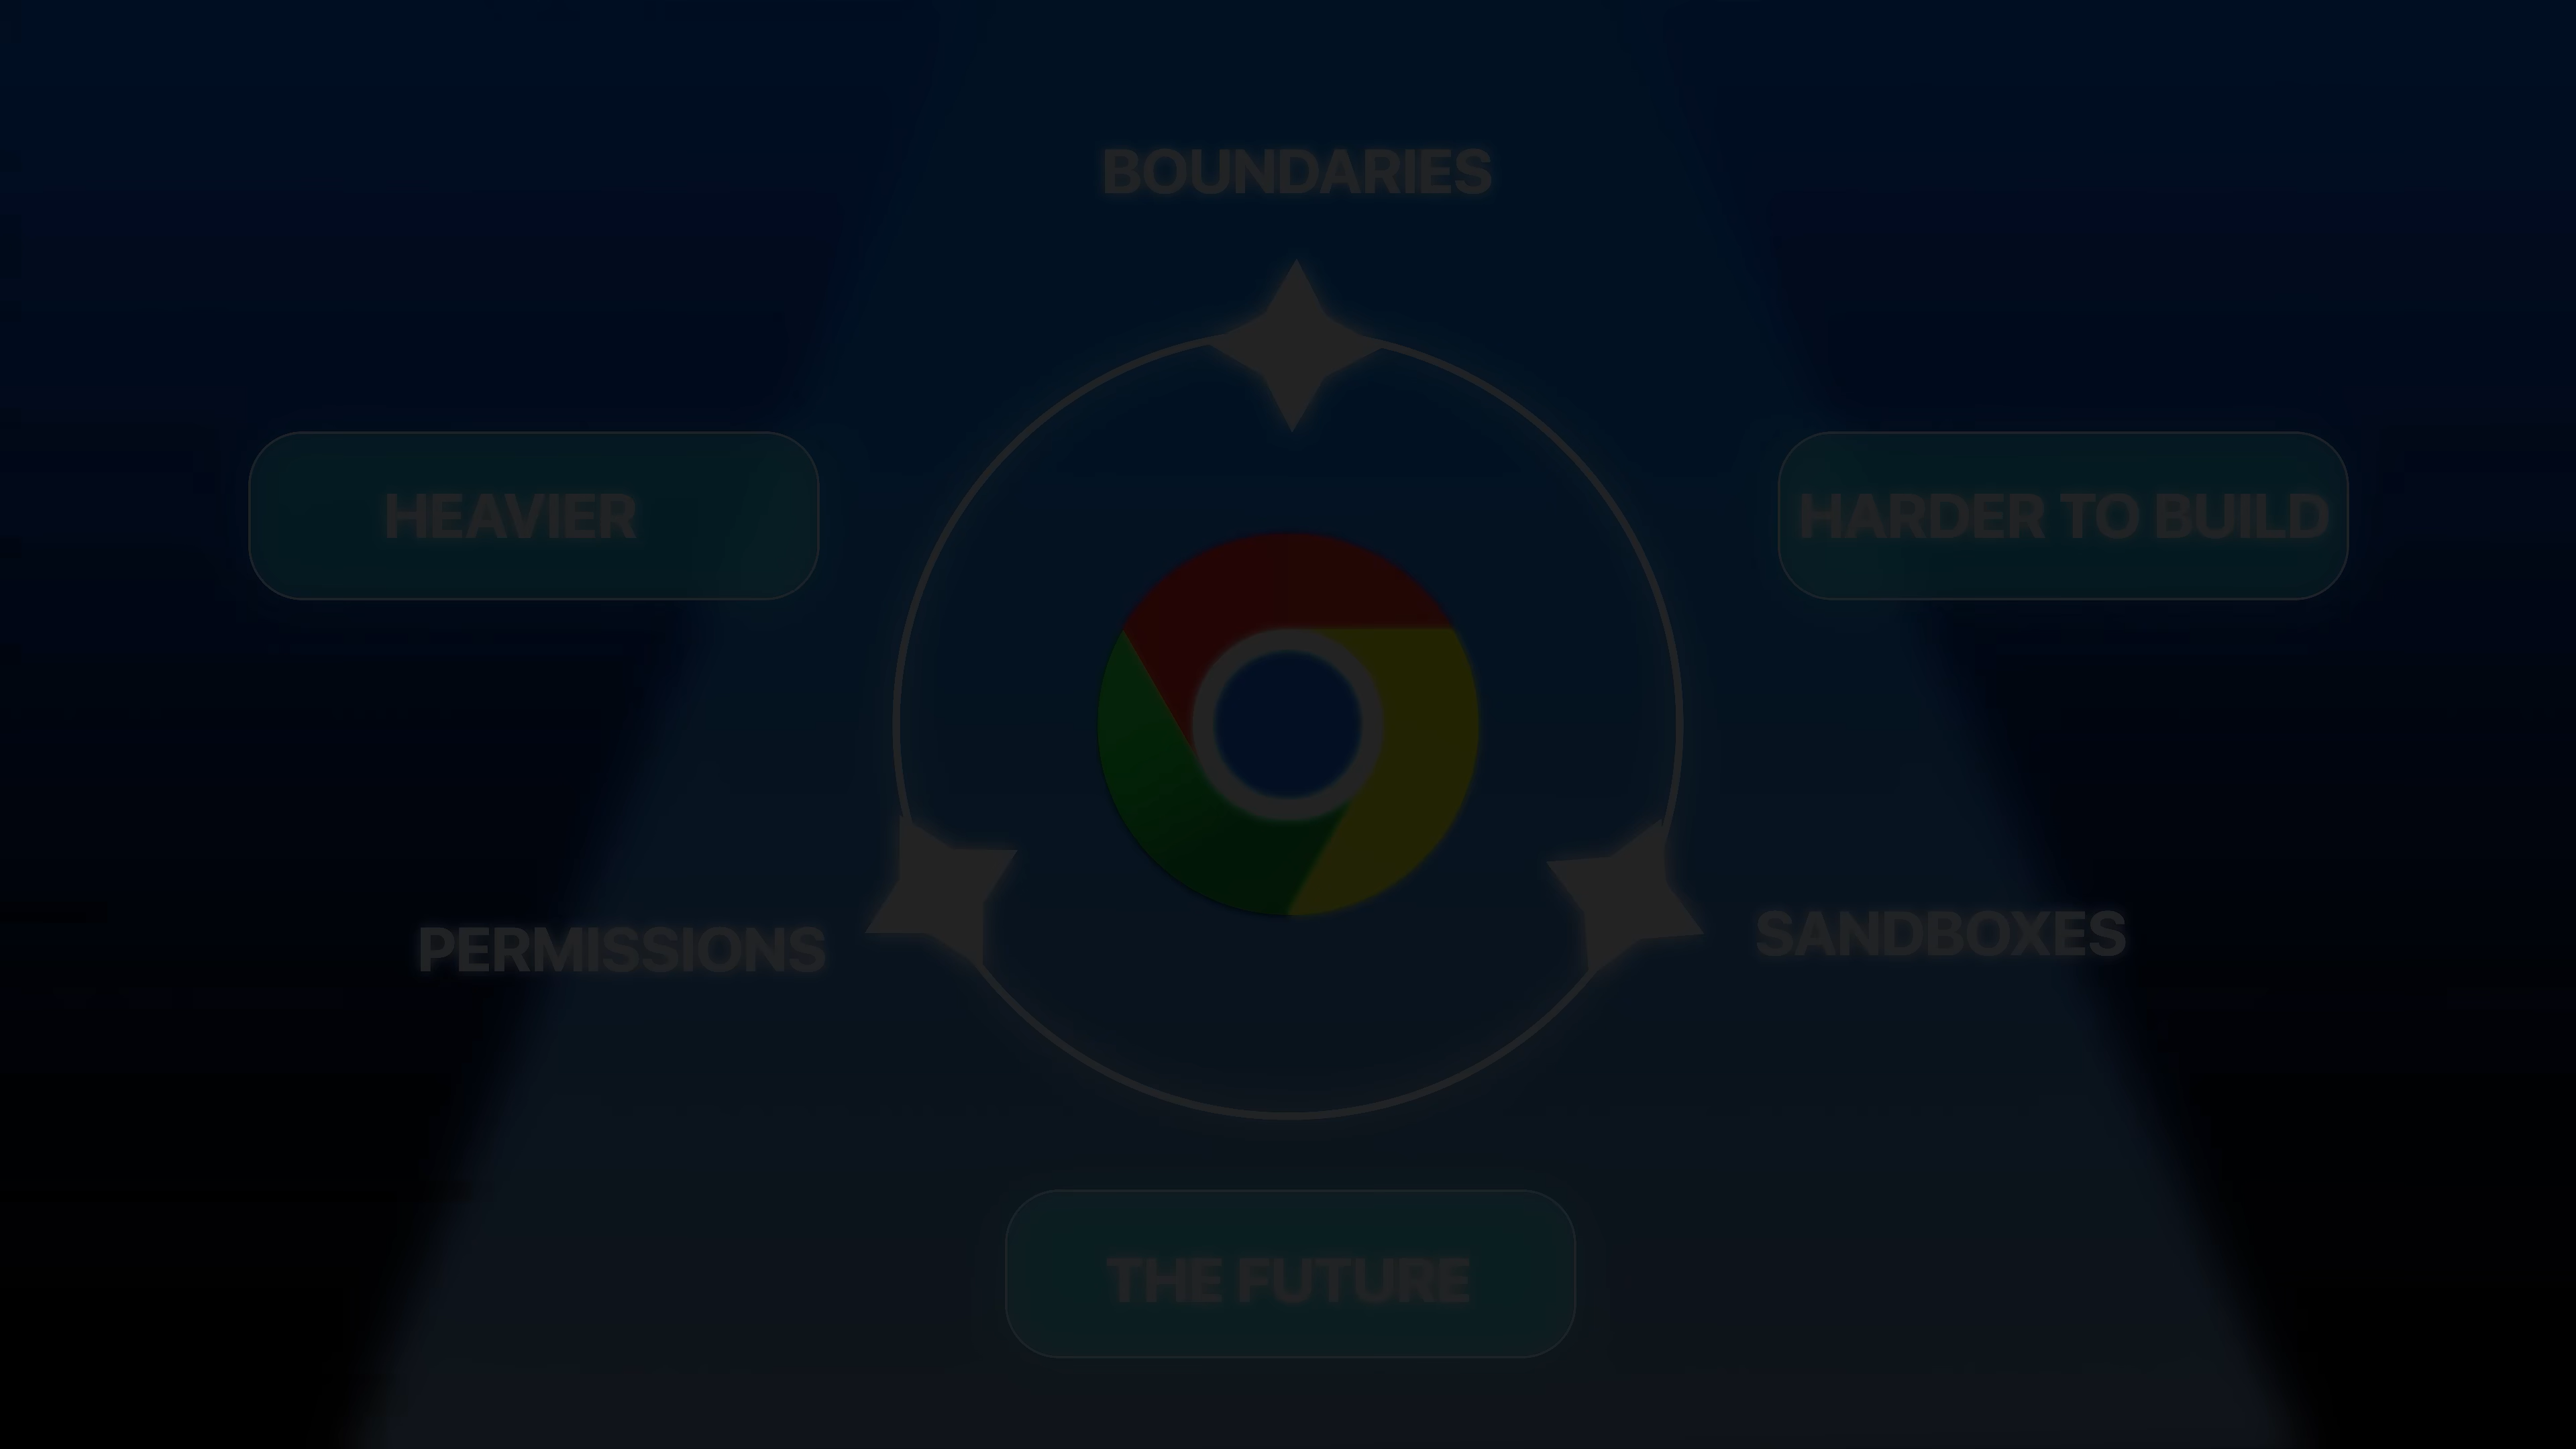 BOUNDARIES
HEAVIER
HARDER TO BUILD
PERMISSIONS
SANDBOXES
THE FUTURE